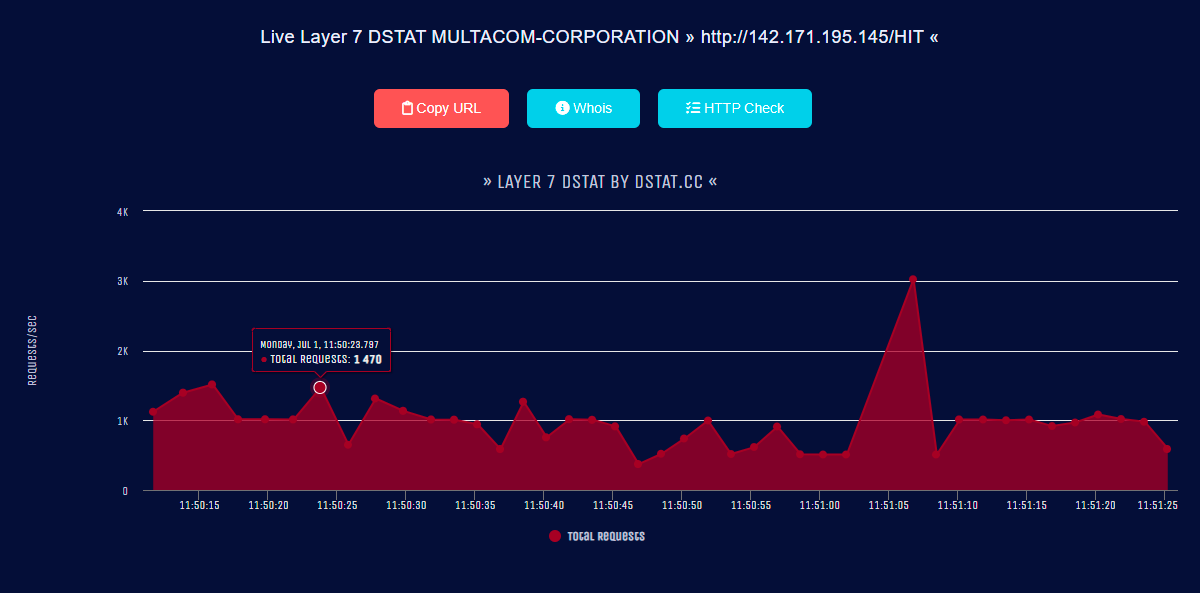 Live Layer 7 DSTAT MULTACOM-CORPORATION » http://142.171.195.145/HIT «
Copy URL Whois HTTP Check
» LAYER 7 DSTAT BY DSTAT.CC «
4K
3K
2K
1K
0
Requests/sec
Monday, Jul 1, 11:50:23.797
Total Requests: 1 470
11:50:15 11:50:20 11:50:25 11:50:30 11:50:35 11:50:40 11:50:45 11:50:50 11:50:55 11:51:00 11:51:05 11:51:10 11:51:15 11:51:20 11:51:25
Total Requests